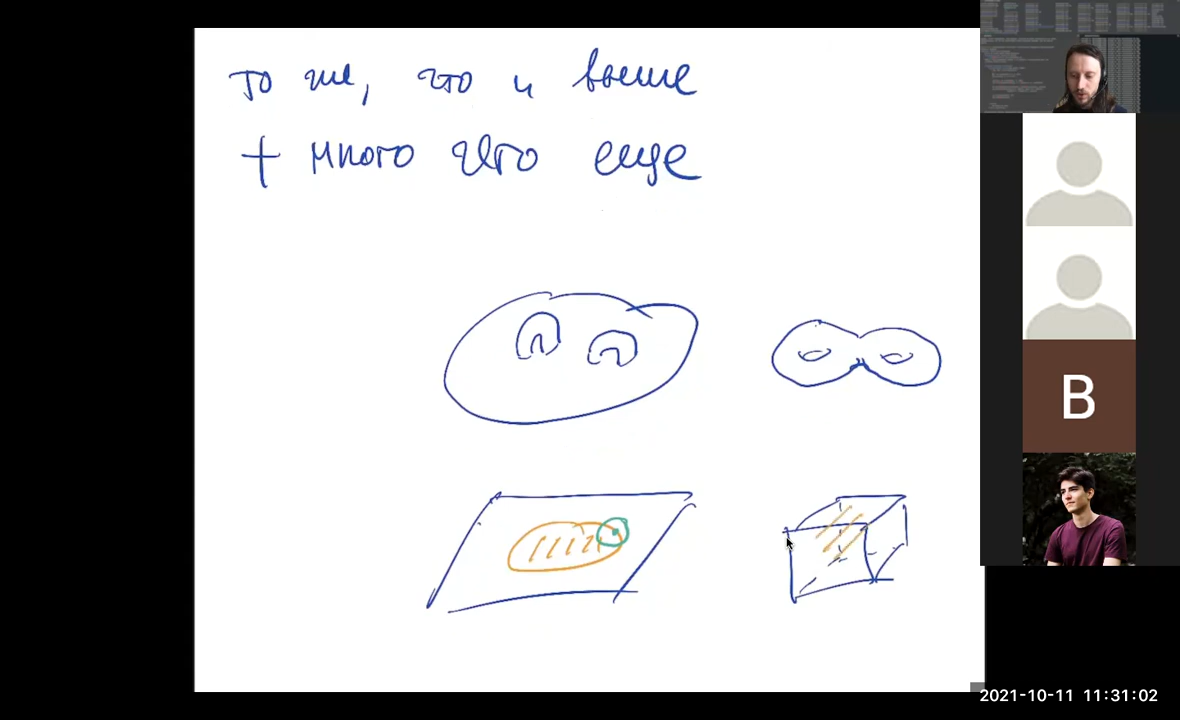 то же, что и выше
+ много чего еще
B
2021-10-11 11:31:02